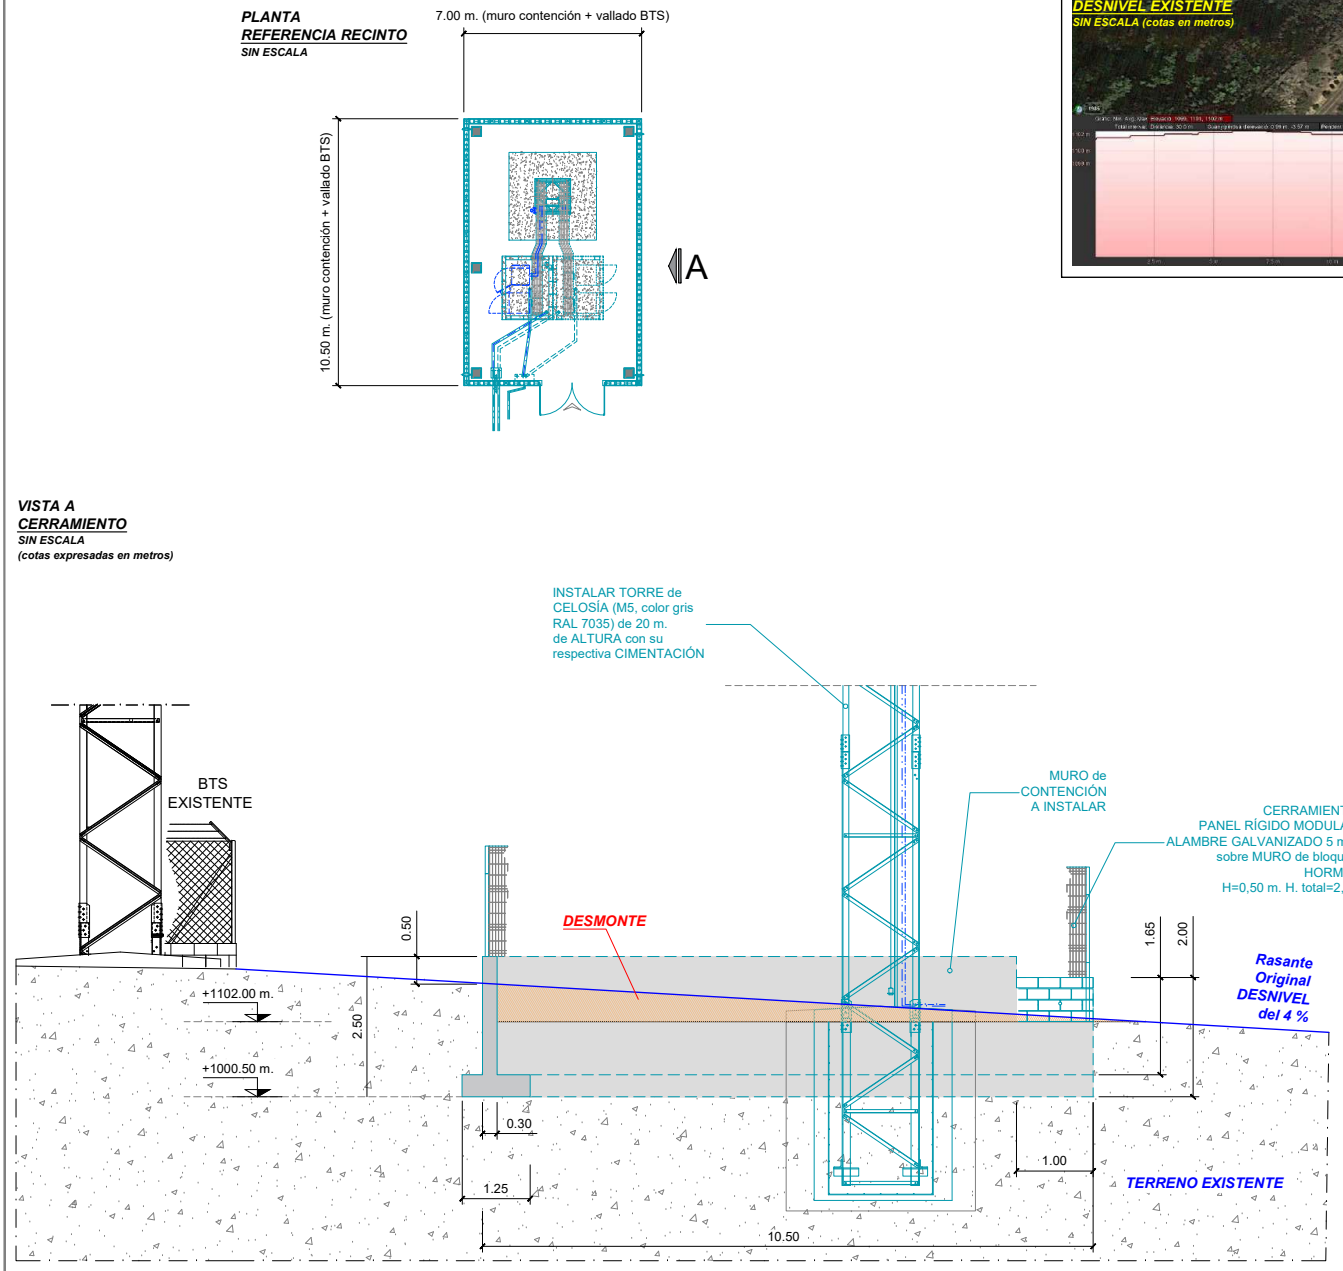 PLANTA
REFERENCIA RECINTO
SIN ESCALA
7.00 m. (muro contención + vallado BTS)
10.50 m. (muro contención + vallado BTS)
A
DESNIVEL EXISTENTE
SIN ESCALA (cotas en metros)
VISTA A
CERRAMIENTO
SIN ESCALA
(cotas expresadas en metros)
INSTALAR TORRE de
CELOSÍA (M5, color gris
RAL 7035) de 20 m.
de ALTURA con su
respectiva CIMENTACIÓN
BTS
EXISTENTE
MURO de
CONTENCIÓN
A INSTALAR
CERRAMIENT
PANEL RÍGIDO MODULA
ALAMBRE GALVANIZADO 5 m
sobre MURO de bloqu
HORM
H=0,50 m. H. total=2,
DESMONTE
0.50
1.65
2.00
Rasante
Original
DESNIVEL
del 4 %
+1102.00 m.
2.50
+1000.50 m.
0.30
1.00
1.25
TERRENO EXISTENTE
10.50